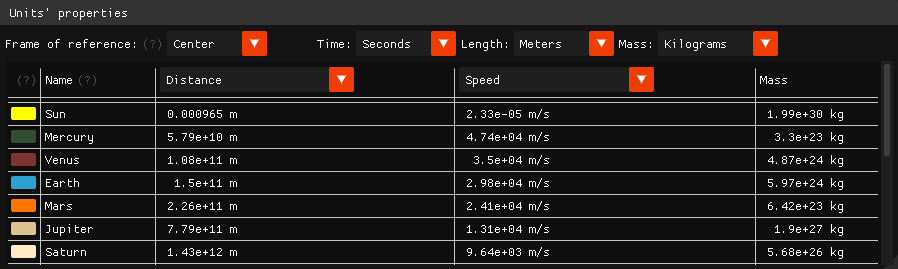 Units' properties
Frame of reference: (?) Center Time: Seconds Length: Meters Mass: Kilograms
(?) Name (?) Distance Speed Mass
Sun 0.000965 m 2.33e-05 m/s 1.99e+30 kg
Mercury 5.79e+10 m 4.74e+04 m/s 3.3e+23 kg
Venus 1.08e+11 m 3.5e+04 m/s 4.87e+24 kg
Earth 1.5e+11 m 2.98e+04 m/s 5.97e+24 kg
Mars 2.26e+11 m 2.41e+04 m/s 6.42e+23 kg
Jupiter 7.79e+11 m 1.31e+04 m/s 1.9e+27 kg
Saturn 1.43e+12 m 9.64e+03 m/s 5.68e+26 kg